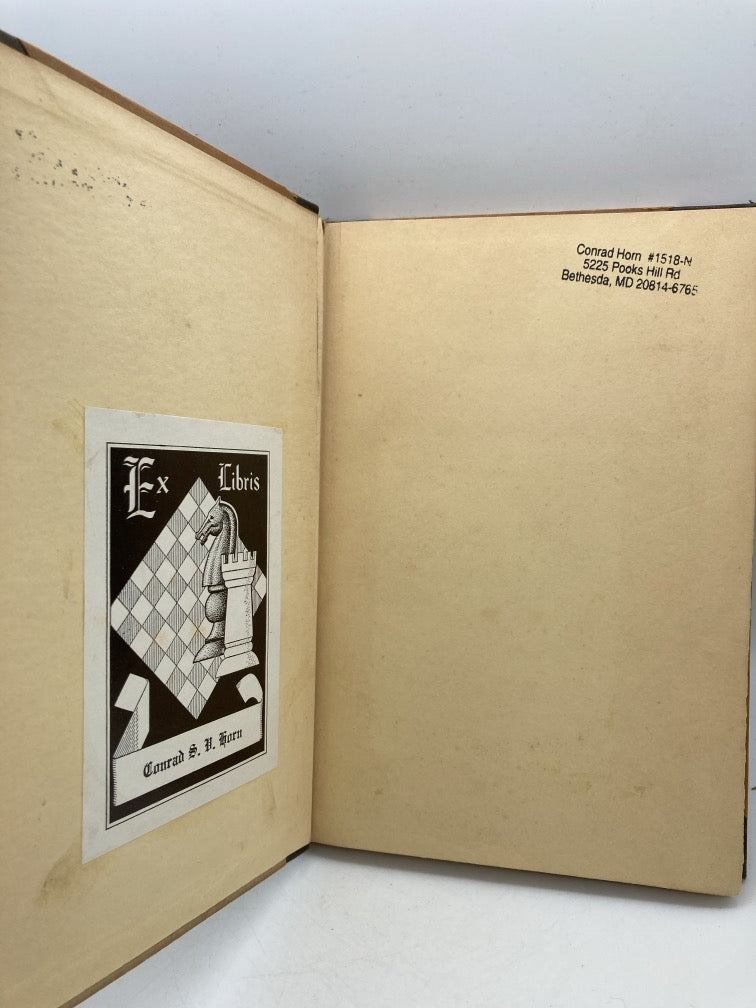 Ex Libris
Conrad S. V. Horn
Conrad Horn #1518-N
5225 Pooks Hill Rd
Bethesda, MD 20814-6765